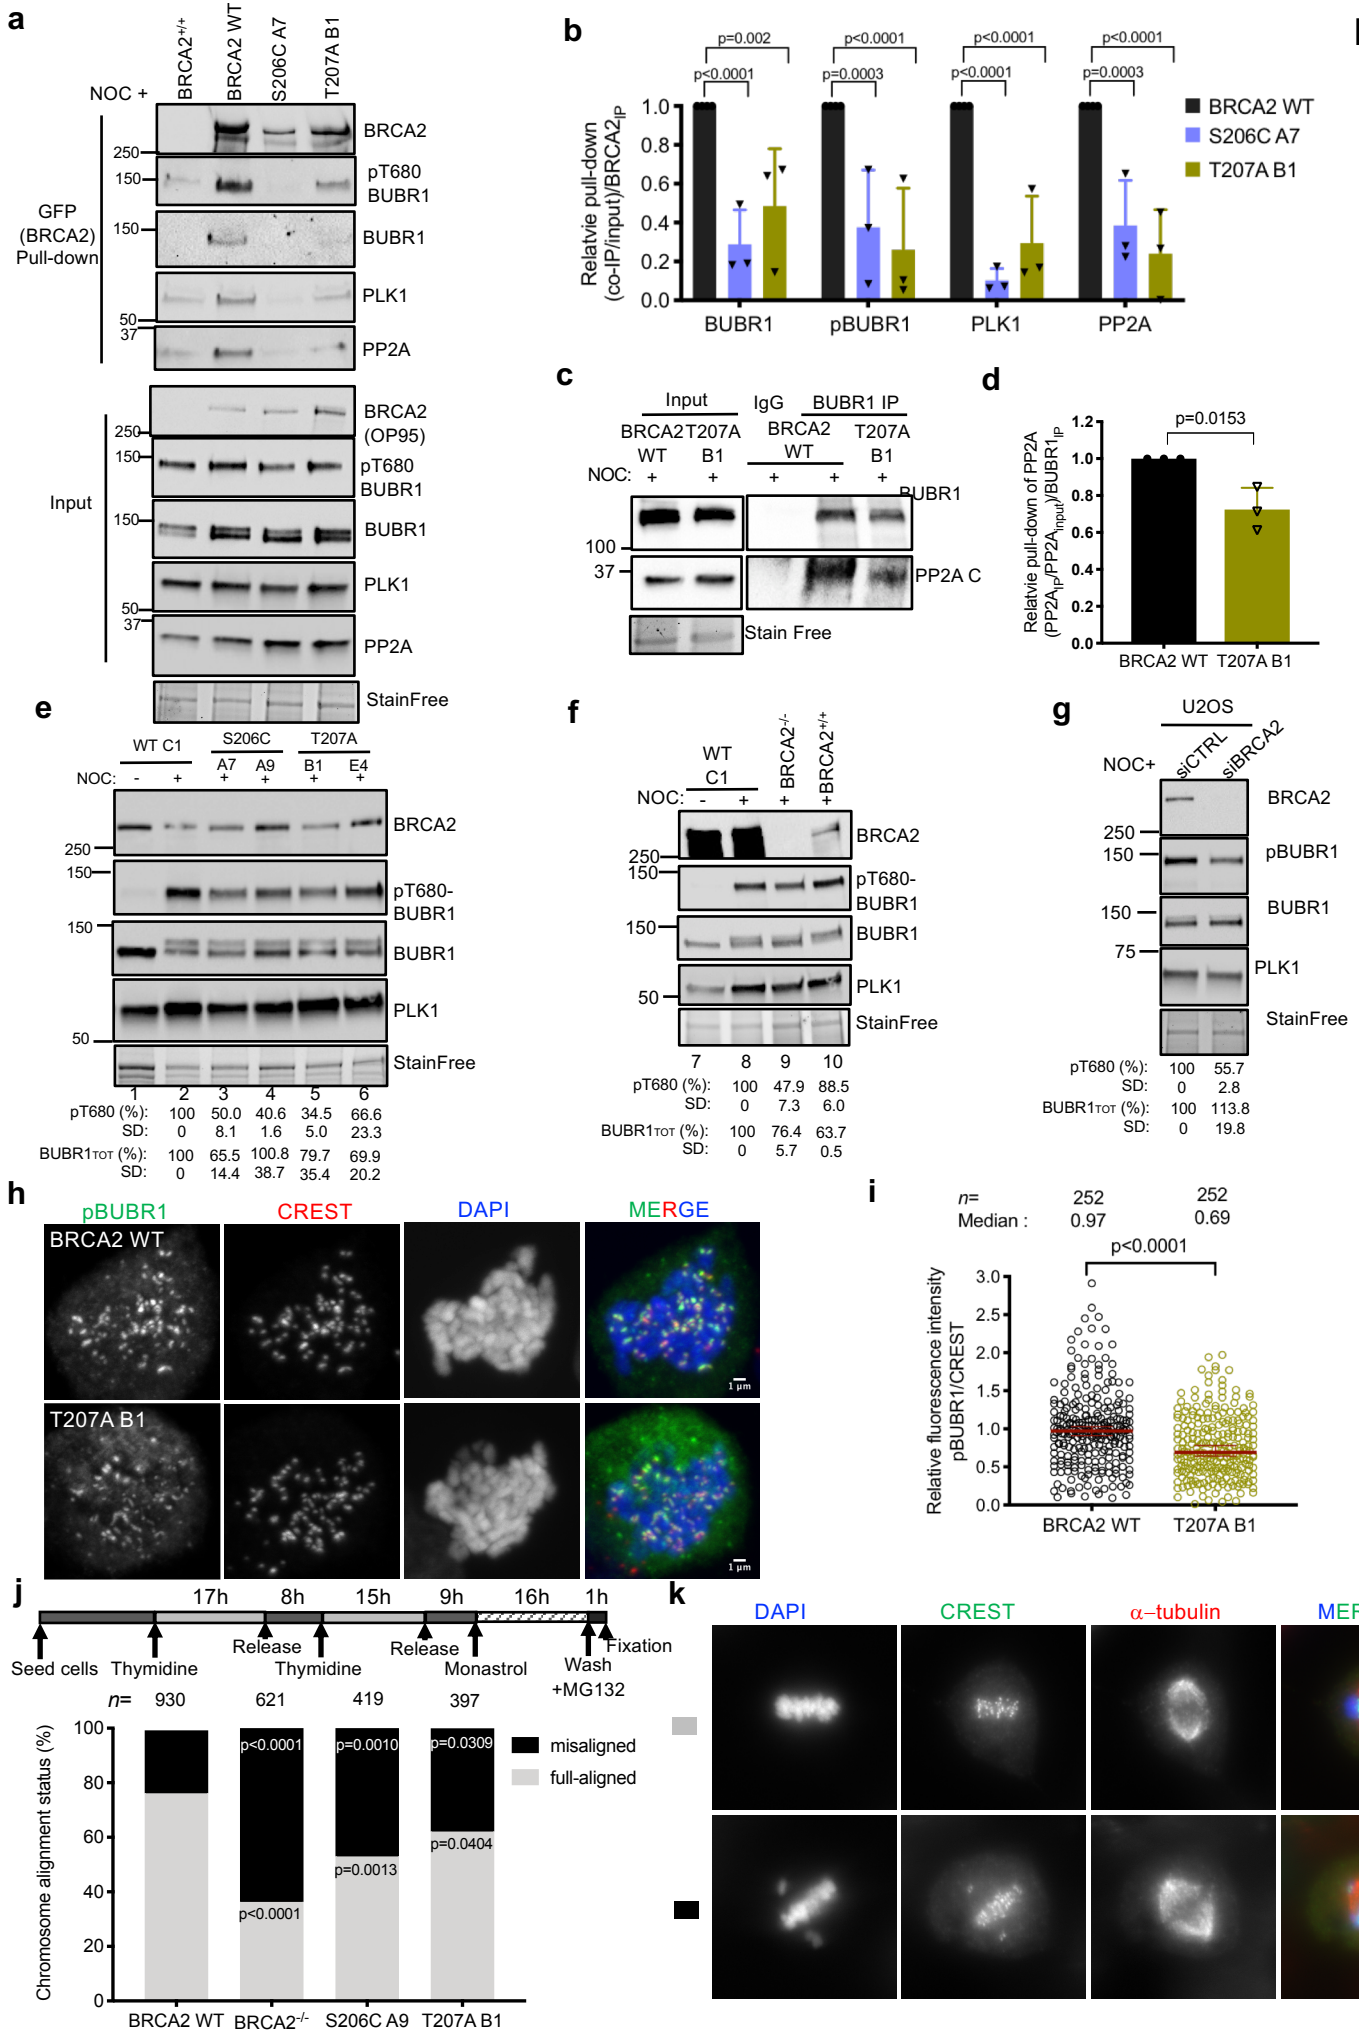 a
NOC +
BRCA2+/+
BRCA2 WT
S206C A7
T207A B1
GFP
(BRCA2)
Pull-down
250
BRCA2
150
pT680
BUBR1
150
BUBR1
50
PLK1
37
PP2A
Input
250
BRCA2
(OP95)
150
pT680
BUBR1
150
BUBR1
50
PLK1
37
PP2A
StainFree
b
Relatvie pull-down
(co-IP/input)/BRCA2IP
p=0.002 p<0.0001 p<0.0001 p<0.0001
p<0.0001 p=0.0003 p<0.0001 p=0.0003
1.0
0.8
0.6
0.4
0.2
0.0
BUBR1 pBUBR1 PLK1 PP2A
BRCA2 WT
S206C A7
T207A B1
c
Input IgG BUBR1 IP
BRCA2 T207A BRCA2 T207A
WT B1 WT B1
NOC: + + + + +
BUBR1
100
37
PP2A C
Stain Free
d
Relatvie pull-down of PP2A
(PP2AIP/PP2Ainput)/BUBR1IP
p=0.0153
1.2
1.0
0.8
0.6
0.4
0.2
0.0
BRCA2 WT T207A B1
e
WT C1 S206C T207A
A7 A9 B1 E4
NOC: - + + + + +
BRCA2
250
150
pT680-
BUBR1
150
BUBR1
PLK1
50
StainFree
1 2 3 4 5 6
pT680 (%): 100 50.0 40.6 34.5 66.6
SD: 0 8.1 1.6 5.0 23.3
BUBR1TOT (%): 100 65.5 100.8 79.7 69.9
SD: 0 14.4 38.7 35.4 20.2
f
WT
C1
BRCA2-/-
BRCA2+/+
NOC: - + + +
BRCA2
250
150
pT680-
BUBR1
150
BUBR1
PLK1
50
StainFree
7 8 9 10
pT680 (%): 100 47.9 88.5
SD: 0 7.3 6.0
BUBR1TOT (%): 100 76.4 63.7
SD: 0 5.7 0.5
g
U2OS
NOC+
siCTRL
siBRCA2
BRCA2
250
150
pBUBR1
150
BUBR1
75
PLK1
StainFree
pT680 (%): 100 55.7
SD: 0 2.8
BUBR1TOT (%): 100 113.8
SD: 0 19.8
h
pBUBR1 CREST DAPI MERGE
BRCA2 WT
1 µm
T207A B1
1 µm
i
n= 252 252
Median : 0.97 0.69
p<0.0001
Relative fluorescence intensity
pBUBR1/CREST
3.0
2.5
2.0
1.5
1.0
0.5
0.0
BRCA2 WT T207A B1
j
17h 8h 15h 9h 16h 1h
Seed cells Thymidine Release Thymidine Release Monastrol Wash
+MG132
Fixation
n= 930 621 419 397
Chromosome alignment status (%)
100
80
60
40
20
0
p<0.0001 p=0.0010 p=0.0309
p<0.0001 p=0.0013 p=0.0404
misaligned
full-aligned
BRCA2 WT BRCA2-/- S206C A9 T207A B1
k
DAPI CREST α-tubulin